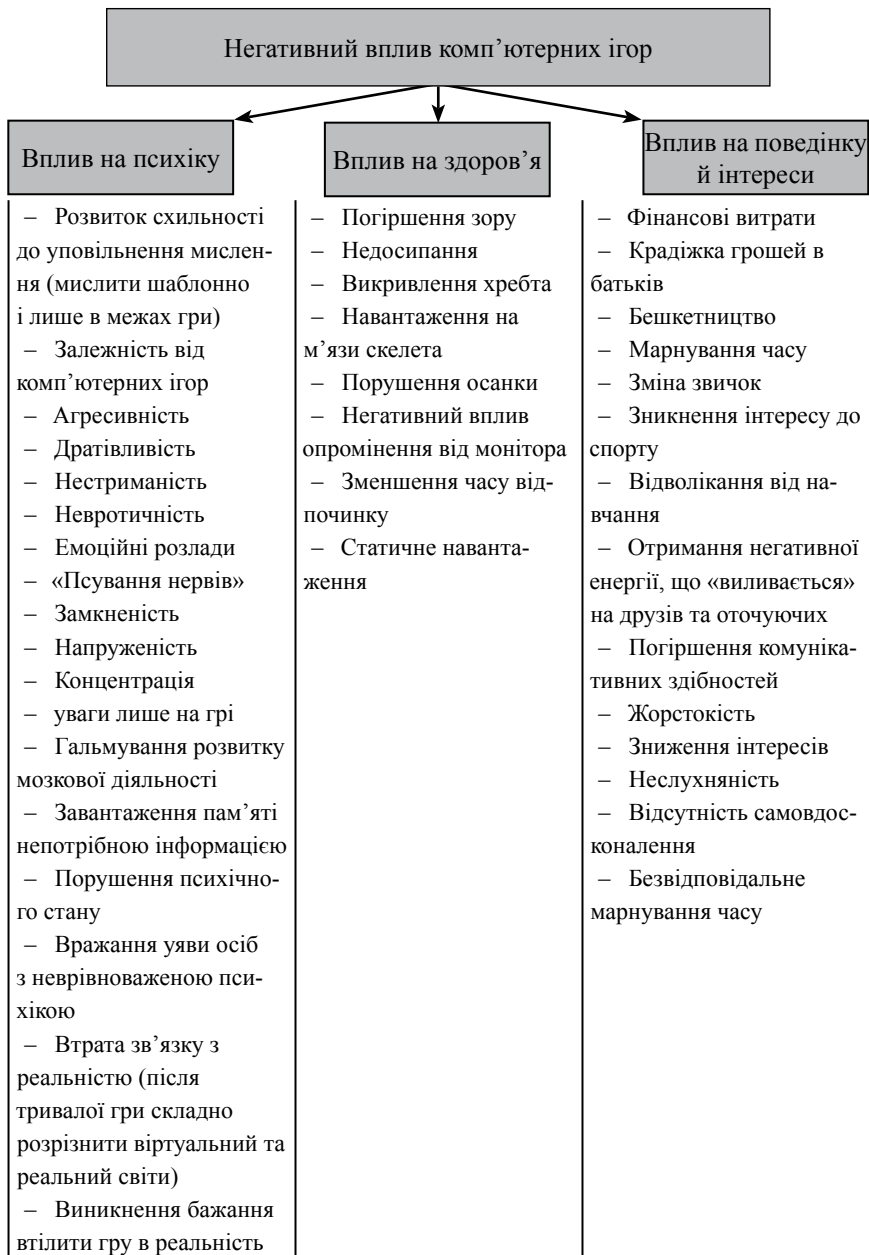 Негативний вплив комп’ютерних ігор
Вплив на психіку
– Розвиток схильності
до уповільнення мислен-
ня (мислити шаблонно
і лише в межах гри)
– Залежність від
комп’ютерних ігор
– Агресивність
– Дратівливість
– Нестриманість
– Невротичність
– Емоційні розлади
– «Псування нервів»
– Замкненість
– Напруженість
– Концентрація
– уваги лише на грі
– Гальмування розвитку
мозкової діяльності
– Завантаження пам’яті
непотрібною інформацією
– Порушення психічно-
го стану
– Вражання уяви осіб
з неврівноваженою пси-
хікою
– Втрата зв’язку з
реальністю (після
тривалої гри складно
розрізнити віртуальний та
реальний світи)
– Виникнення бажання
втілити гру в реальність
Вплив на здоров’я
– Погіршення зору
– Недосипання
– Викривлення хребта
– Навантаження на
м’язи скелета
– Порушення осанки
– Негативний вплив
опромінення від монітора
– Зменшення часу від-
починку
– Статичне наванта-
ження
Вплив на поведінку
й інтереси
– Фінансові витрати
– Крадіжка грошей в
батьків
– Бешкетництво
– Марнування часу
– Зміна звичок
– Зникнення інтересу до
спорту
– Відволікання від на-
вчання
– Отримання негативної
енергії, що «виливається»
на друзів та оточуючих
– Погіршення комуніка-
тивних здібностей
– Жорстокість
– Зниження інтересів
– Неслухняність
– Відсутність самовдос-
коналення
– Безвідповідальне
марнування часу